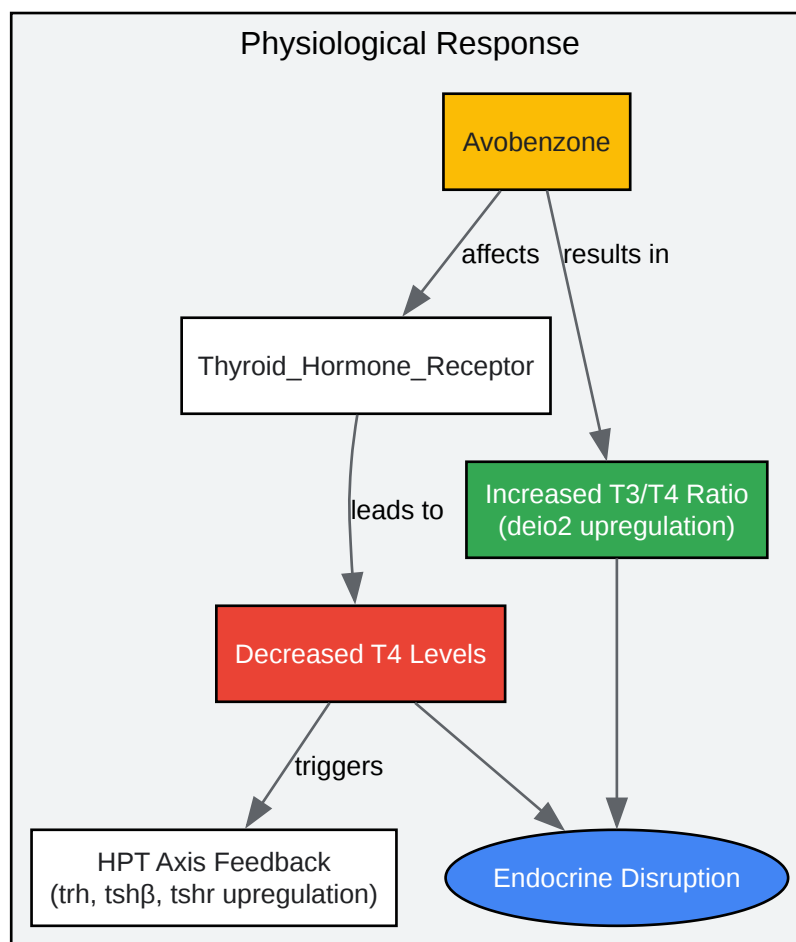 Physiological Response
Avobenzone
affects
results in
Thyroid_Hormone_Receptor
Increased T3/T4 Ratio
(deio2 upregulation)
leads to
Decreased T4 Levels
triggers
HPT Axis Feedback
(trh, tshβ, tshr upregulation)
Endocrine Disruption